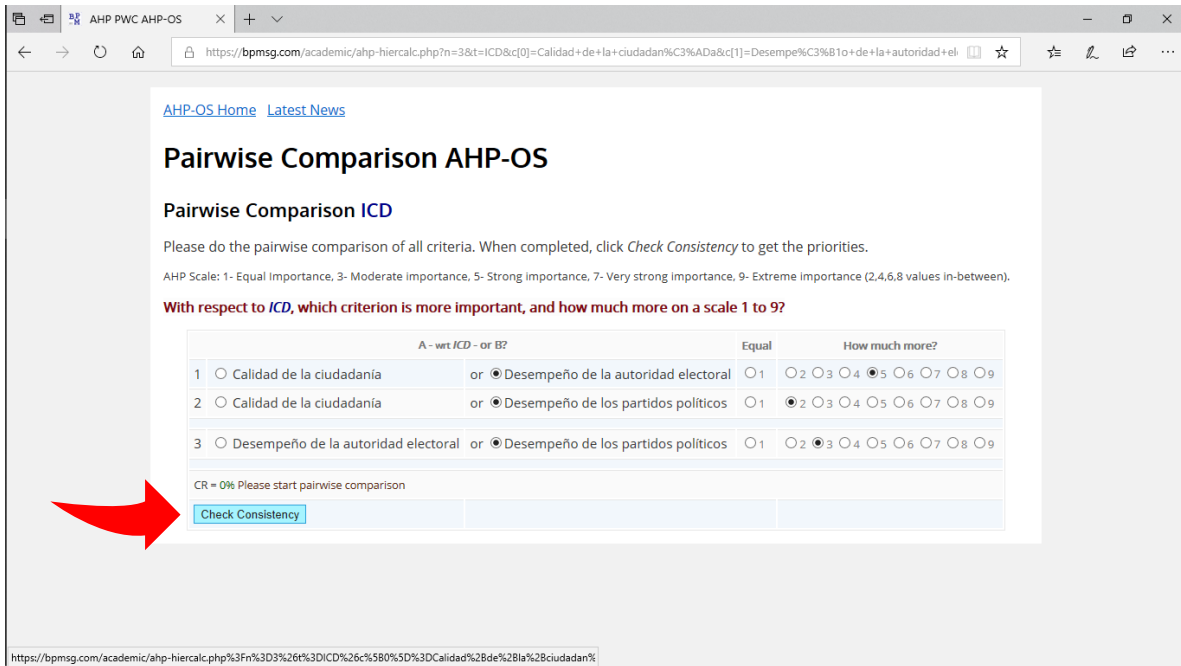 AHP PWC AHP-OS
https://bpmsg.com/academic/ahp-hiercalc.php?n=3&t=ICD&c[0]=Calidad+de+la+ciudadan%C3%ADa&c[1]=Desempe%C3%B1o+de+la+autoridad+el
AHP-OS Home Latest News
Pairwise Comparison AHP-OS
Pairwise Comparison ICD
Please do the pairwise comparison of all criteria. When completed, click Check Consistency to get the priorities.
AHP Scale: 1- Equal Importance, 3- Moderate importance, 5- Strong importance, 7- Very strong importance, 9- Extreme importance (2,4,6,8 values in-between).
With respect to ICD, which criterion is more important, and how much more on a scale 1 to 9?
A - wrt ICD - or B? Equal How much more?
1 Calidad de la ciudadanía or Desempeño de la autoridad electoral 1 2 3 4 5 6 7 8 9
2 Calidad de la ciudadanía or Desempeño de los partidos políticos 1 2 3 4 5 6 7 8 9
3 Desempeño de la autoridad electoral or Desempeño de los partidos políticos 1 2 3 4 5 6 7 8 9
CR = 0% Please start pairwise comparison
Check Consistency
https://bpmsg.com/academic/ahp-hiercalc.php%3Fn%3D3%26t%3DICD%26c%5B0%5D%3DCalidad%2Bde%2Bla%2Bciudadan%